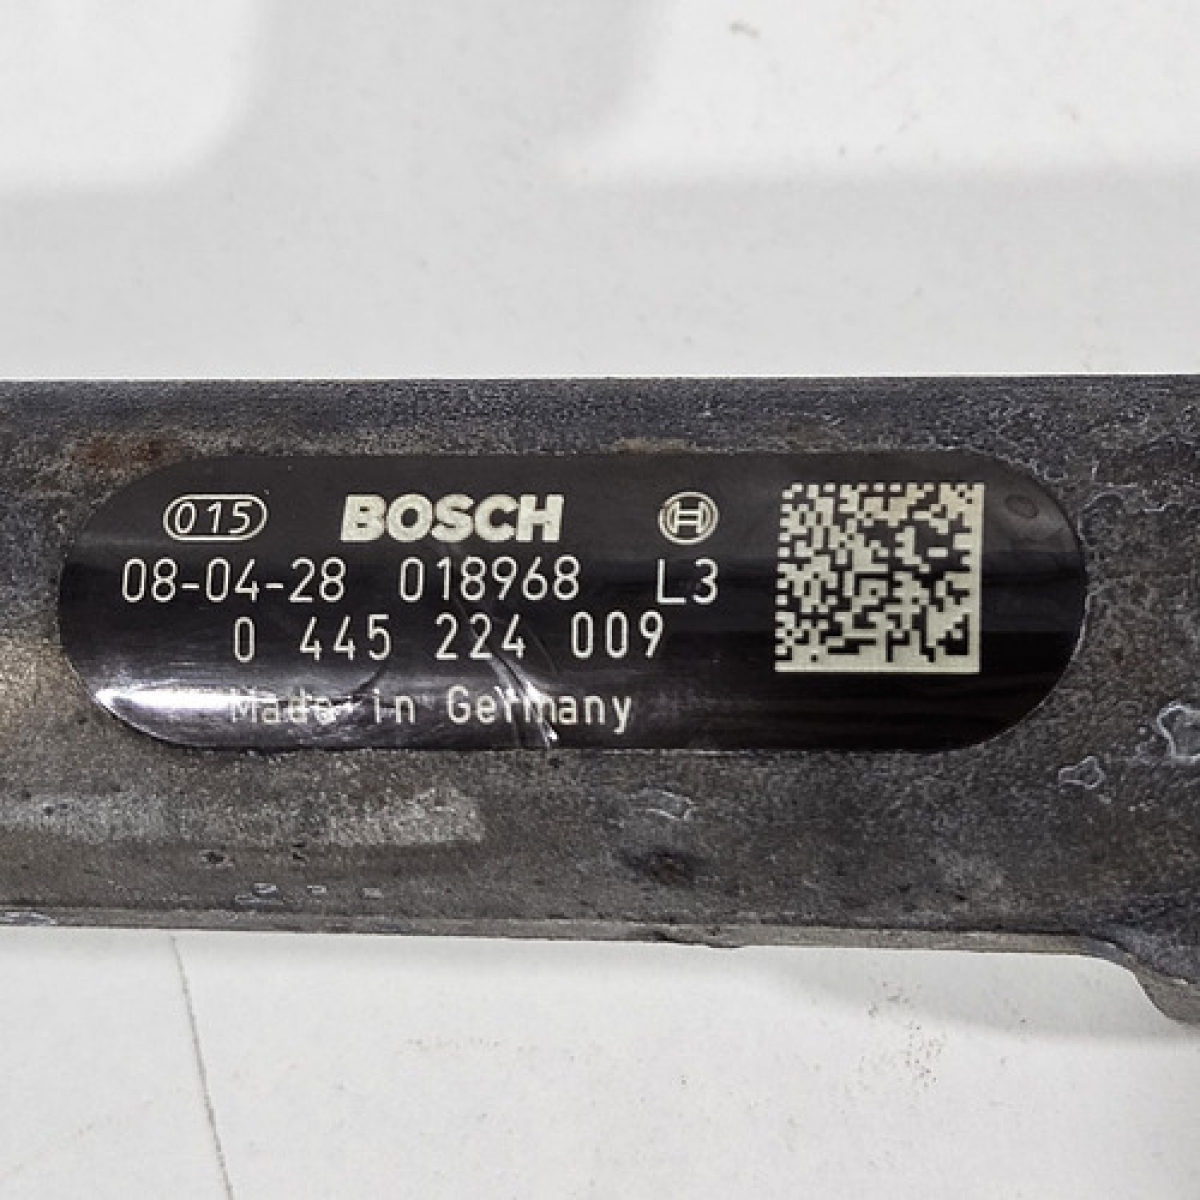 015 BOSCH
08-04-28 018968 L3
0 445 224 009
Made in Germany